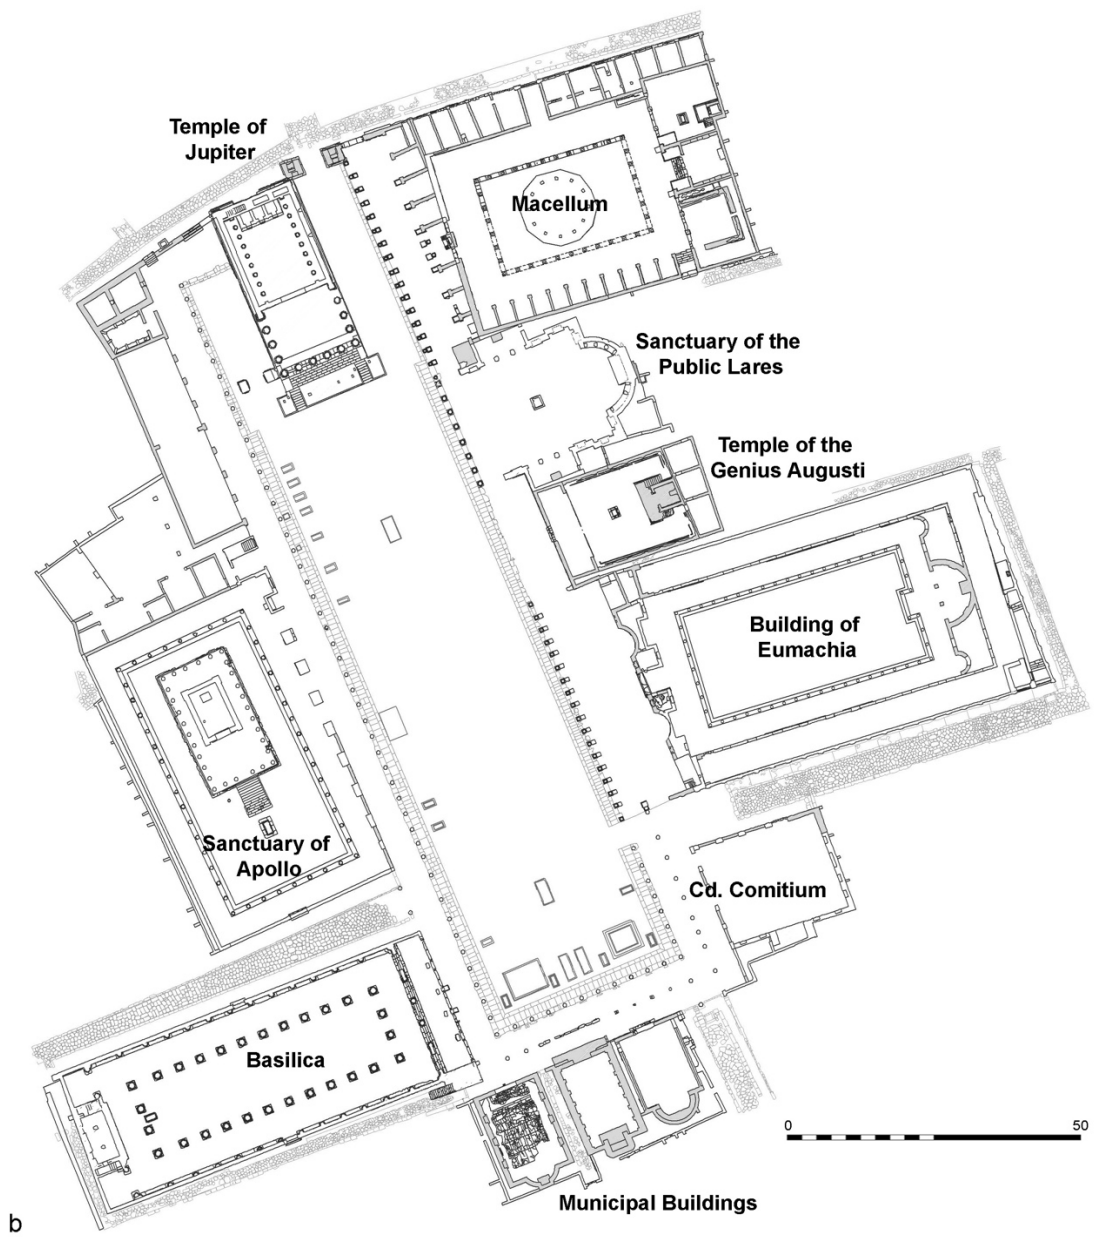 Temple of
Jupiter
Macellum
Sanctuary of the
Public Lares
Temple of the
Genius Augusti
Building of
Eumachia
Sanctuary of
Apollo
Cd. Comitium
Basilica
0 50
Municipal Buildings
b